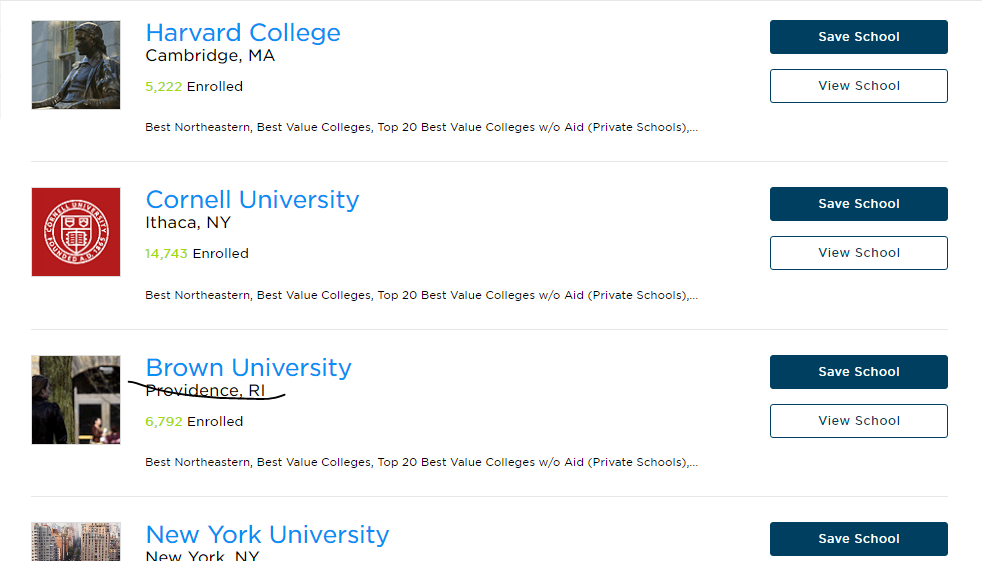 Harvard College
Cambridge, MA
5,222 Enrolled
Best Northeastern, Best Value Colleges, Top 20 Best Value Colleges w/o Aid (Private Schools),...
Save School
View School
CORNELL UNIVERSITY
FOUNDED A.D. 1865
Cornell University
Ithaca, NY
14,743 Enrolled
Best Northeastern, Best Value Colleges, Top 20 Best Value Colleges w/o Aid (Private Schools),...
Save School
View School
Brown University
Providence, RI
6,792 Enrolled
Best Northeastern, Best Value Colleges, Top 20 Best Value Colleges w/o Aid (Private Schools),...
Save School
View School
New York University
New York, NY
Save School